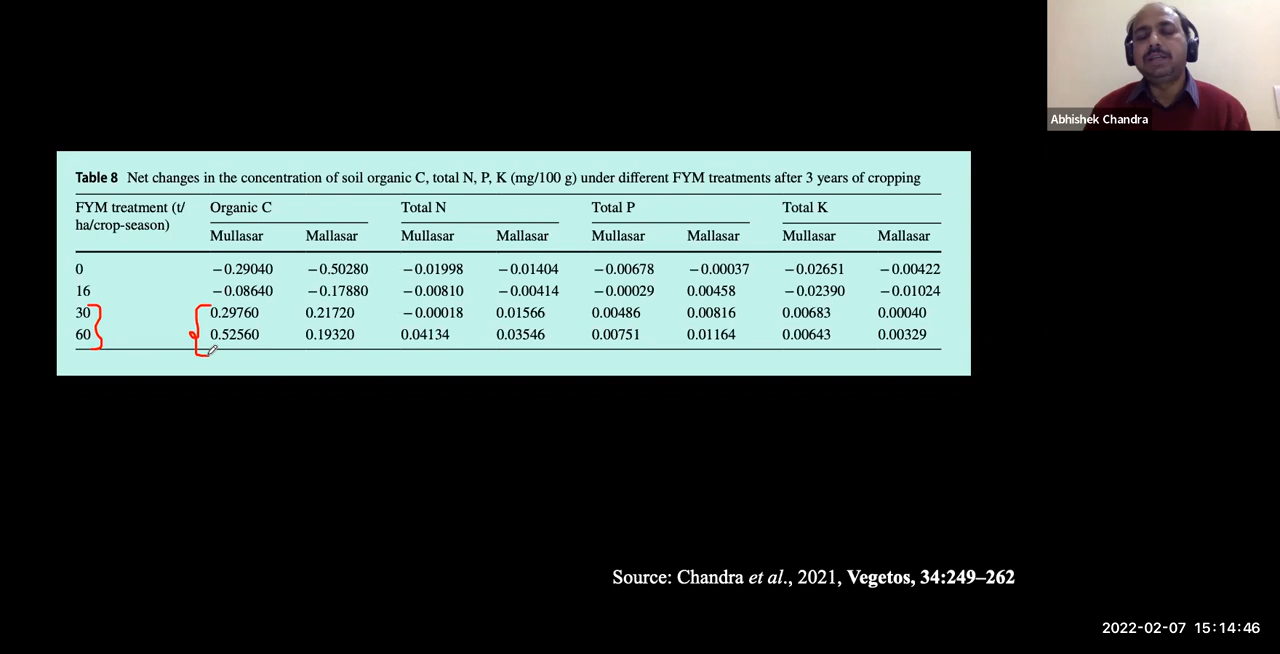 Abhishek Chandra
Table 8 Net changes in the concentration of soil organic C, total N, P, K (mg/100 g) under different FYM treatments after 3 years of cropping
FYM treatment (t/ Organic C Total N Total P Total K
ha/crop-season)
Mullasar Mallasar Mullasar Mallasar Mullasar Mallasar Mullasar Mallasar
0 −0.29040 −0.50280 −0.01998 −0.01404 −0.00678 −0.00037 −0.02651 −0.00422
16 −0.08640 −0.17880 −0.00810 −0.00414 −0.00029 0.00458 −0.02390 −0.01024
30 0.29760 0.21720 −0.00018 0.01566 0.00486 0.00816 0.00683 0.00040
60 0.52560 0.19320 0.04134 0.03546 0.00751 0.01164 0.00643 0.00329
Source: Chandra et al., 2021, Vegetos, 34:249–262
2022-02-07 15:14:46